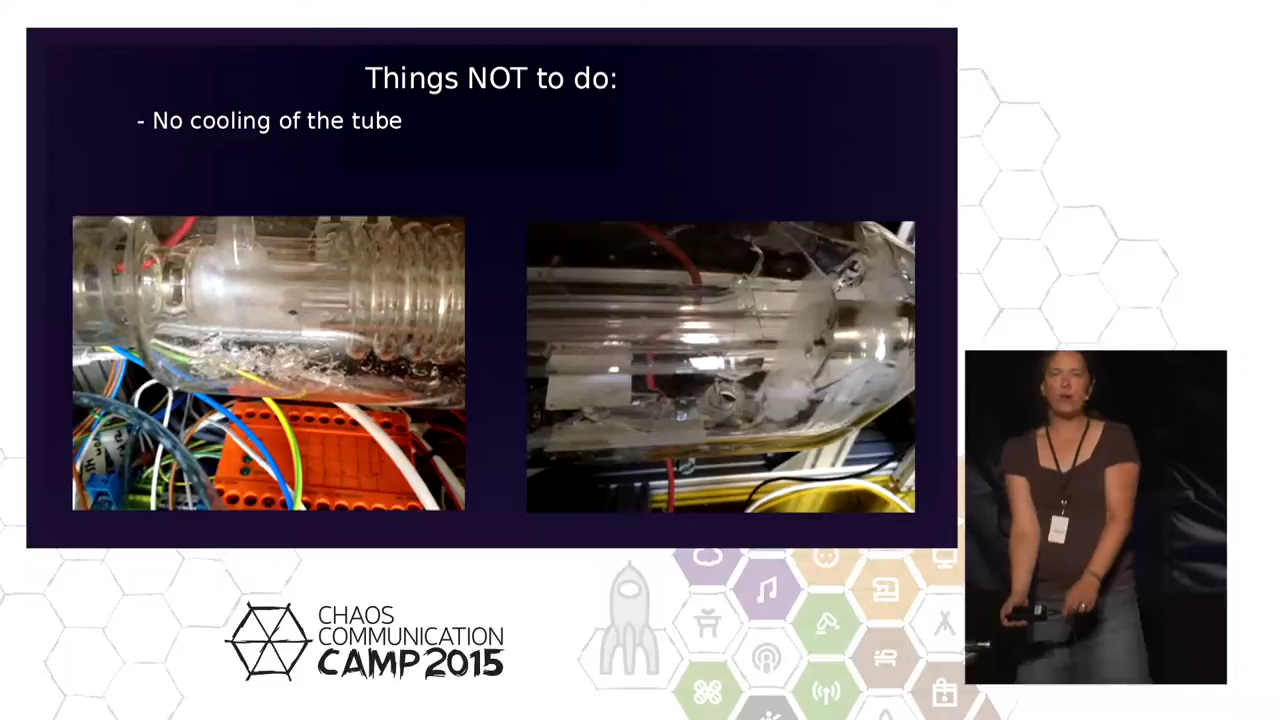 Things NOT to do:
- No cooling of the tube
CHAOS
COMMUNICATION
CAMP 2015